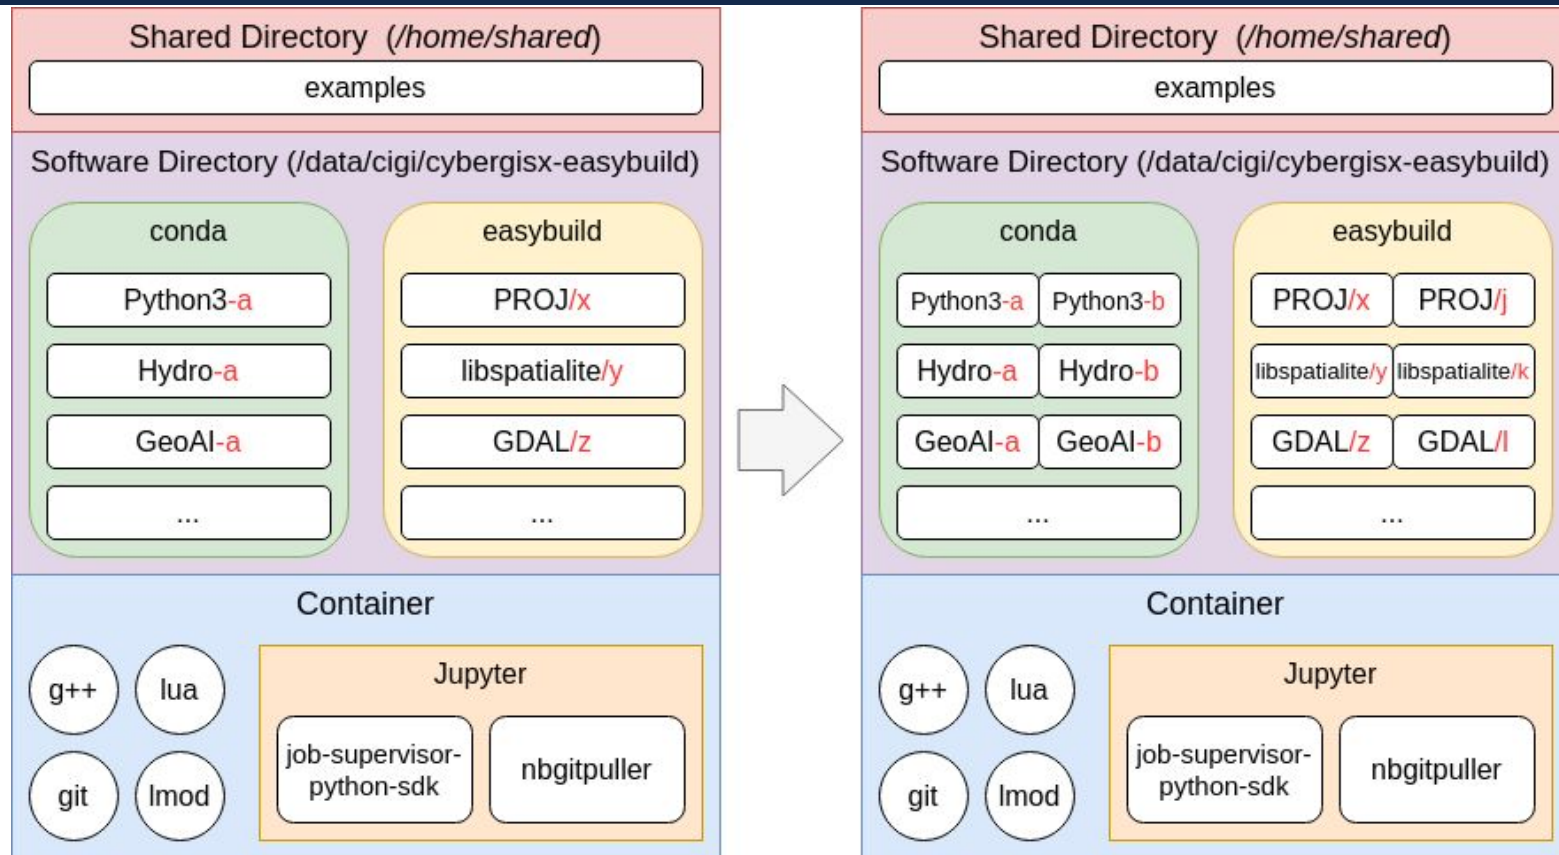 Shared Directory (/home/shared)
examples
Software Directory (/data/cigi/cybergisx-easybuild)
conda
Python3-a
Hydro-a
GeoAI-a
...
easybuild
PROJ/x
libspatialite/y
GDAL/z
...
Container
g++
lua
git
lmod
Jupyter
job-supervisor-
python-sdk
nbgitpuller
Shared Directory (/home/shared)
examples
Software Directory (/data/cigi/cybergisx-easybuild)
conda
Python3-a Python3-b
Hydro-a Hydro-b
GeoAI-a GeoAI-b
...
easybuild
PROJ/x PROJ/j
libspatialite/y libspatialite/k
GDAL/z GDAL/l
...
Container
g++
lua
git
lmod
Jupyter
job-supervisor-
python-sdk
nbgitpuller